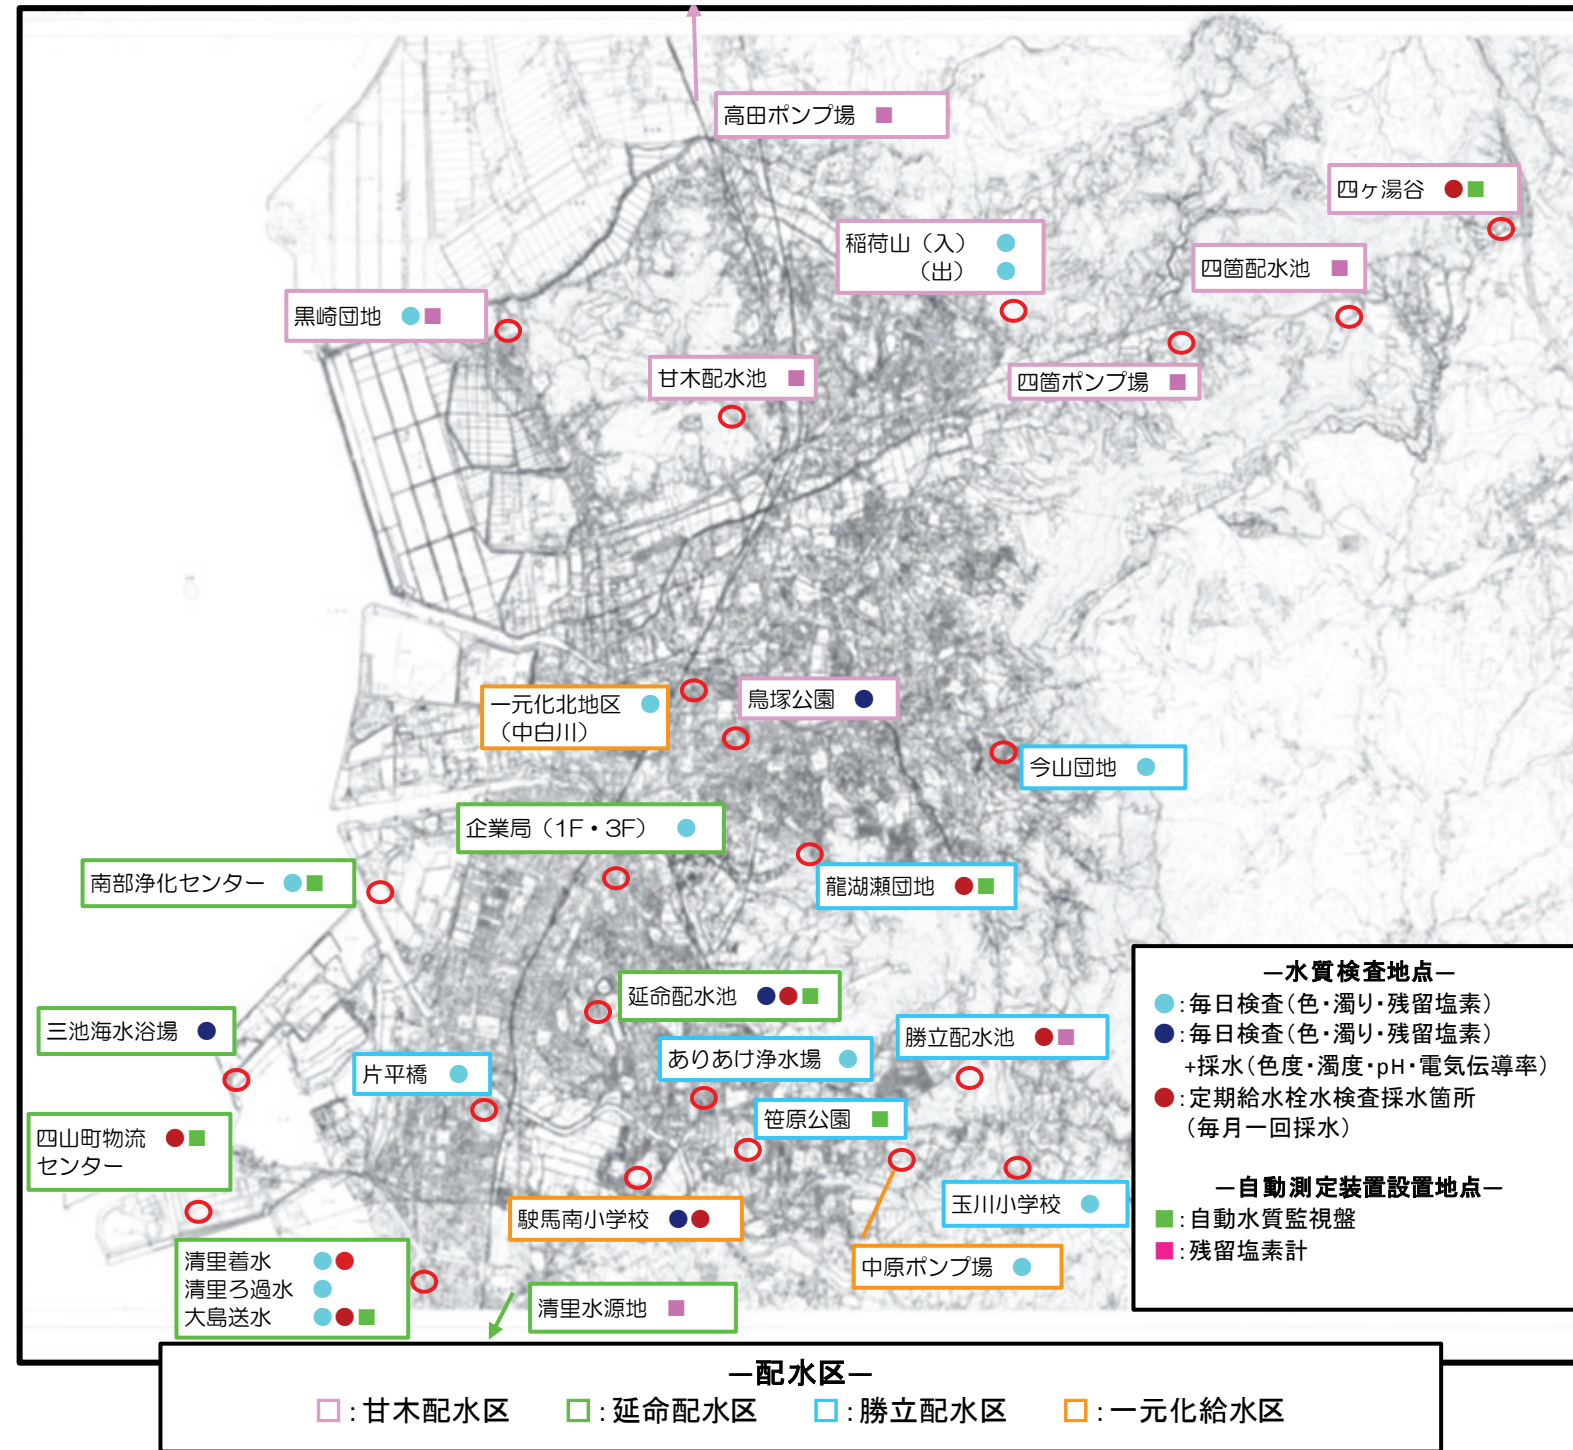 高田ポンプ場
四ヶ湯谷
稲荷山（入）
（出）
四箇配水池
黒崎団地
甘木配水池
四箇ポンプ場
一元化北地区
（中白川）
鳥塚公園
今山団地
企業局（1F・3F）
南部浄化センター
龍湖瀬団地
延命配水池
三池海水浴場
勝立配水池
ありあけ浄水場
片平橋
笹原公園
四山町物流
センター
玉川小学校
駛馬南小学校
中原ポンプ場
清里着水
清里ろ過水
大島送水
清里水源地
―水質検査地点―
：毎日検査（色・濁り・残留塩素）
：毎日検査（色・濁り・残留塩素）
+採水（色度・濁度・pH・電気伝導率）
：定期給水栓水検査採水箇所
（毎月一回採水）
―自動測定装置設置地点―
：自動水質監視盤
：残留塩素計
―配水区―
：甘木配水区 ：延命配水区 ：勝立配水区 ：一元化給水区